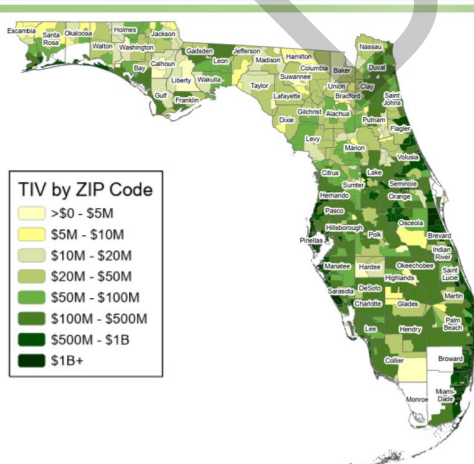 Escambia
Santa
Rosa
Okaloosa
Walton
Holmes
Washington
Jackson
Bay
Calhoun
Gulf
Liberty
Franklin
Gadsden
Leon
Wakulla
Jefferson
Madison
Taylor
Hamilton
Suwannee
Lafayette
Dixie
Columbia
Gilchrist
Levy
Baker
Union
Bradford
Alachua
Nassau
Duval
Clay
Saint
Johns
Putnam
Flagler
Marion
Volusia
Citrus
Sumter
Lake
Seminole
Orange
Hernando
Pasco
Hillsborough
Pinellas
Polk
Osceola
Brevard
Indian
River
Manatee
Hardee
Okeechobee
Saint
Lucie
Highlands
Sarasota
DeSoto
Charlotte
Glades
Martin
Palm
Beach
Lee
Hendry
Collier
Broward
Monroe
Miami-
Dade
TIV by ZIP Code
>$0 - $5M
$5M - $10M
$10M - $20M
$20M - $50M
$50M - $100M
$100M - $500M
$500M - $1B
$1B+